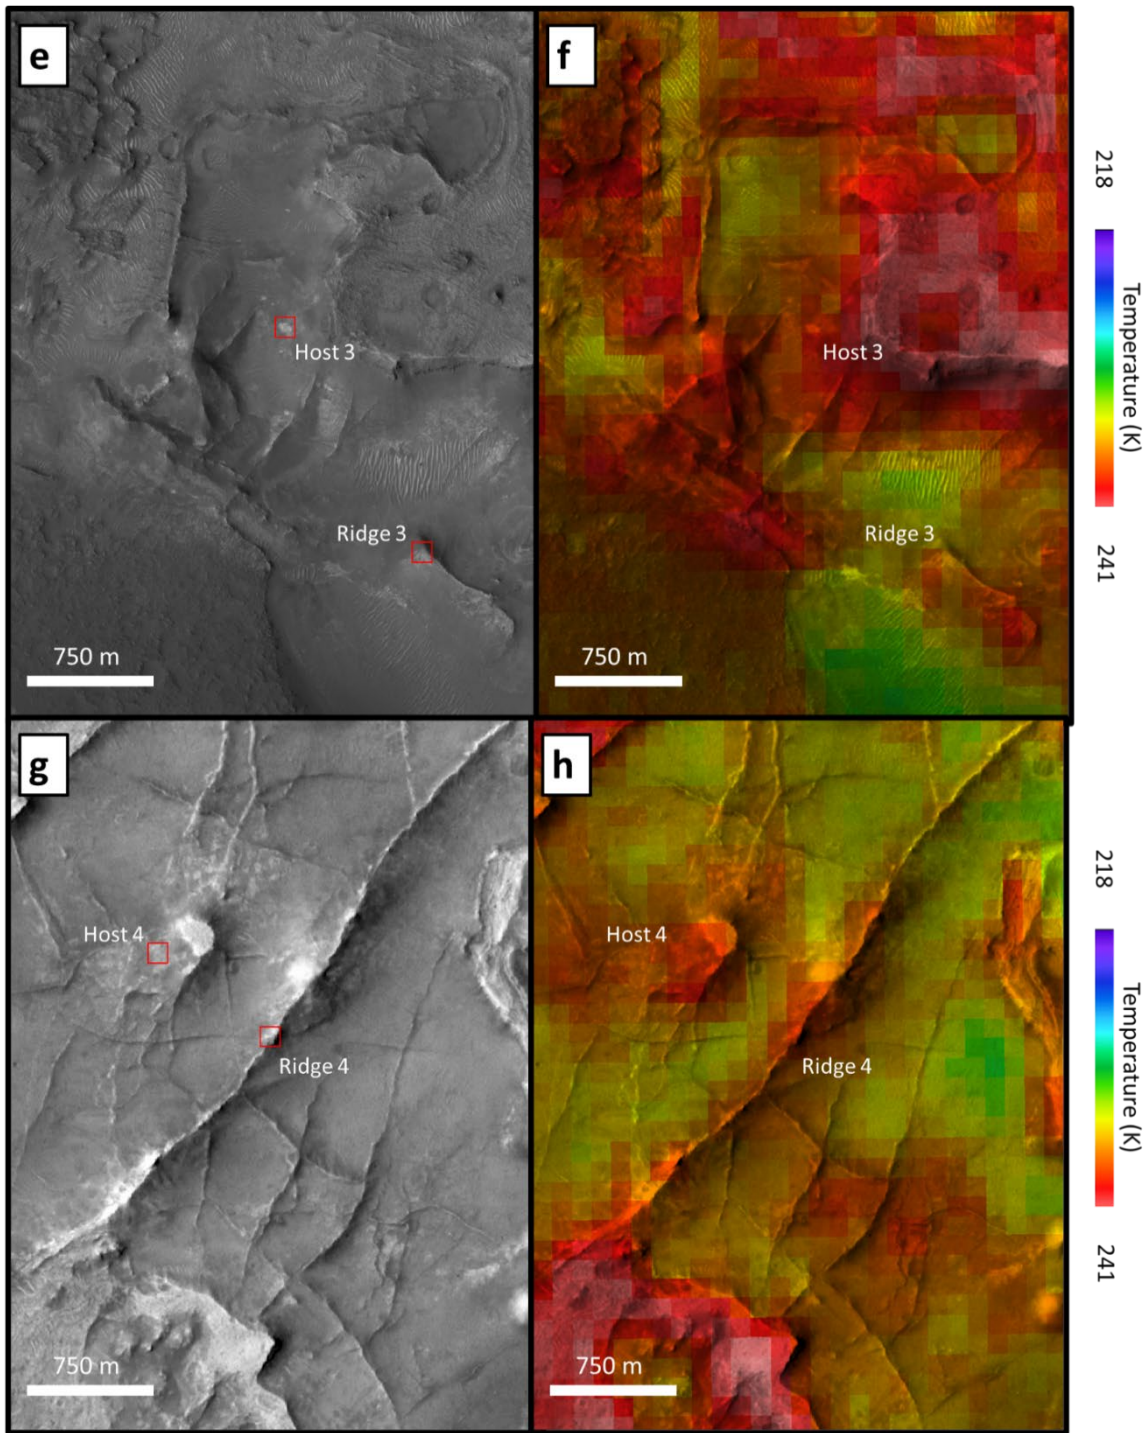 e
f
Host 3
Host 3
Ridge 3
Ridge 3
750 m
750 m
218
Temperature (K)
241
g
h
Host 4
Host 4
Ridge 4
Ridge 4
750 m
750 m
218
Temperature (K)
241